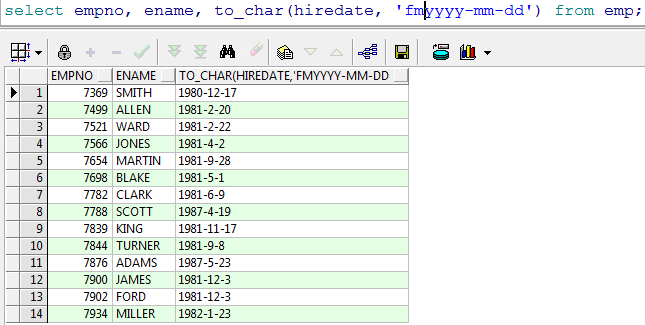 select empno, ename, to_char(hiredate, 'fmyyyy-mm-dd') from emp;
EMPNO ENAME TO_CHAR(HIREDATE,'FMYYYY-MM-DD
1 7369 SMITH 1980-12-17
2 7499 ALLEN 1981-2-20
3 7521 WARD 1981-2-22
4 7566 JONES 1981-4-2
5 7654 MARTIN 1981-9-28
6 7698 BLAKE 1981-5-1
7 7782 CLARK 1981-6-9
8 7788 SCOTT 1987-4-19
9 7839 KING 1981-11-17
10 7844 TURNER 1981-9-8
11 7876 ADAMS 1987-5-23
12 7900 JAMES 1981-12-3
13 7902 FORD 1981-12-3
14 7934 MILLER 1982-1-23